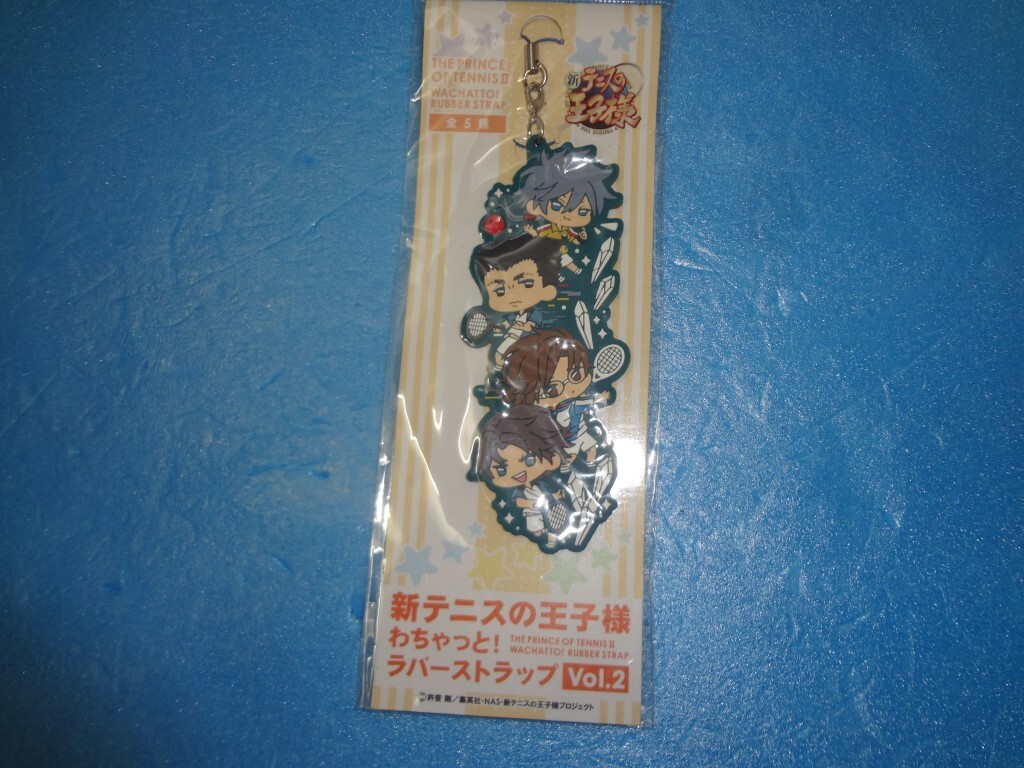 THE PRINCE
OF TENNIS II
WACHATTO!
RUBBER STRAP
全5種
新テニスの
王子様
新テニスの王子様
わちゃっと!
THE PRINCE OF TENNIS II
WACHATTO! RUBBER STRAP
ラバーストラップ Vol.2
©許斐 剛/集英社・NAS・新テニスの王子様プロジェクト